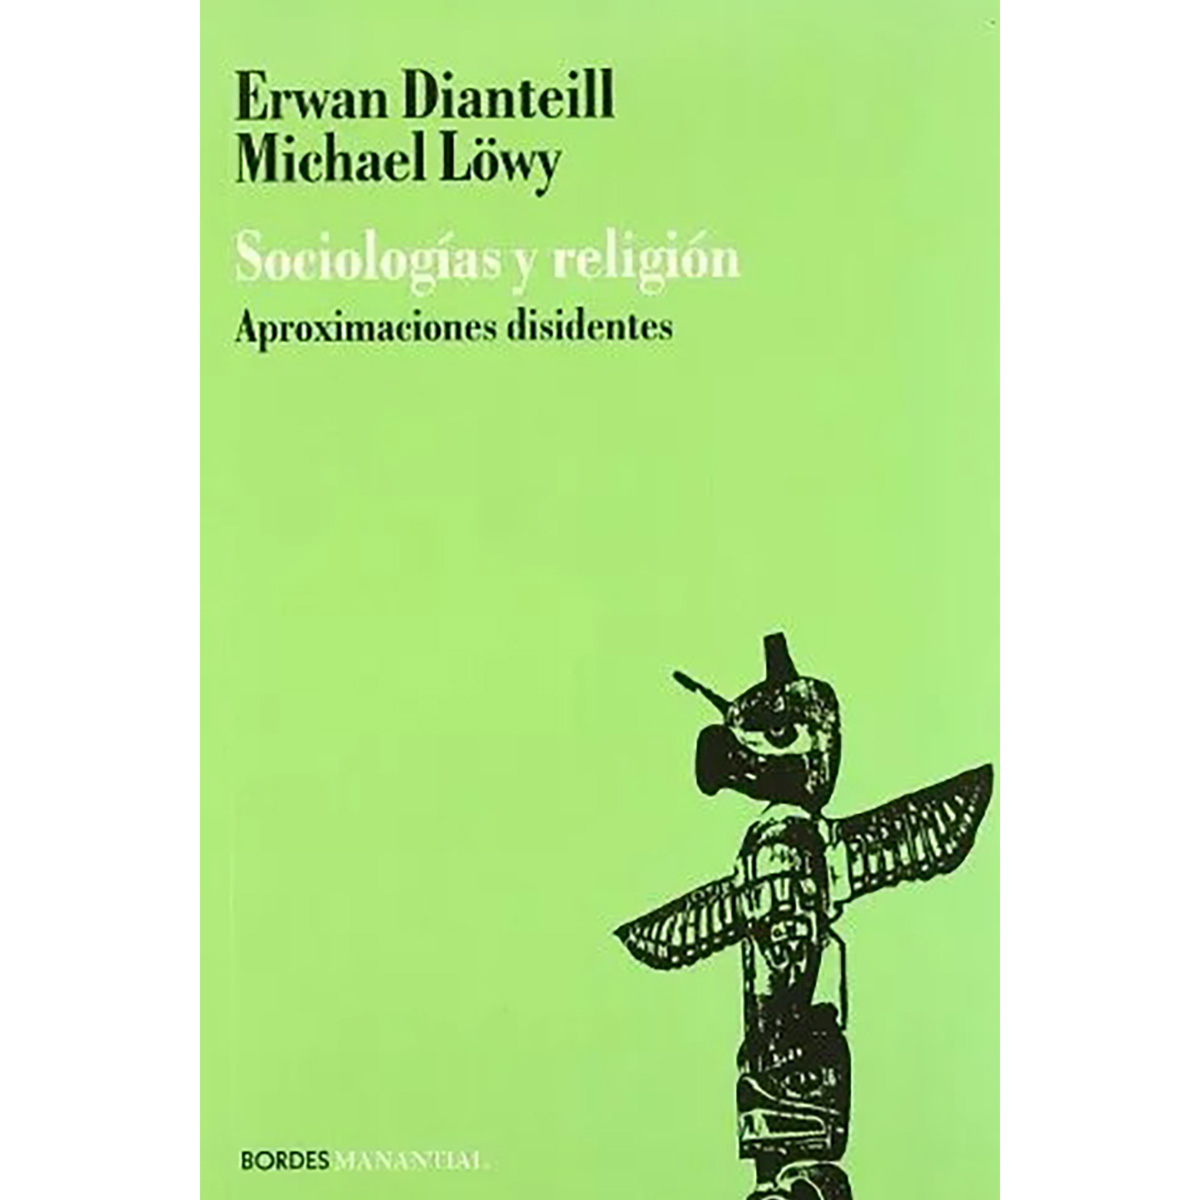 Erwan Dianteill
Michael Löwy
Sociologías y religión
Aproximaciones disidentes
BORDES MANANTIAL